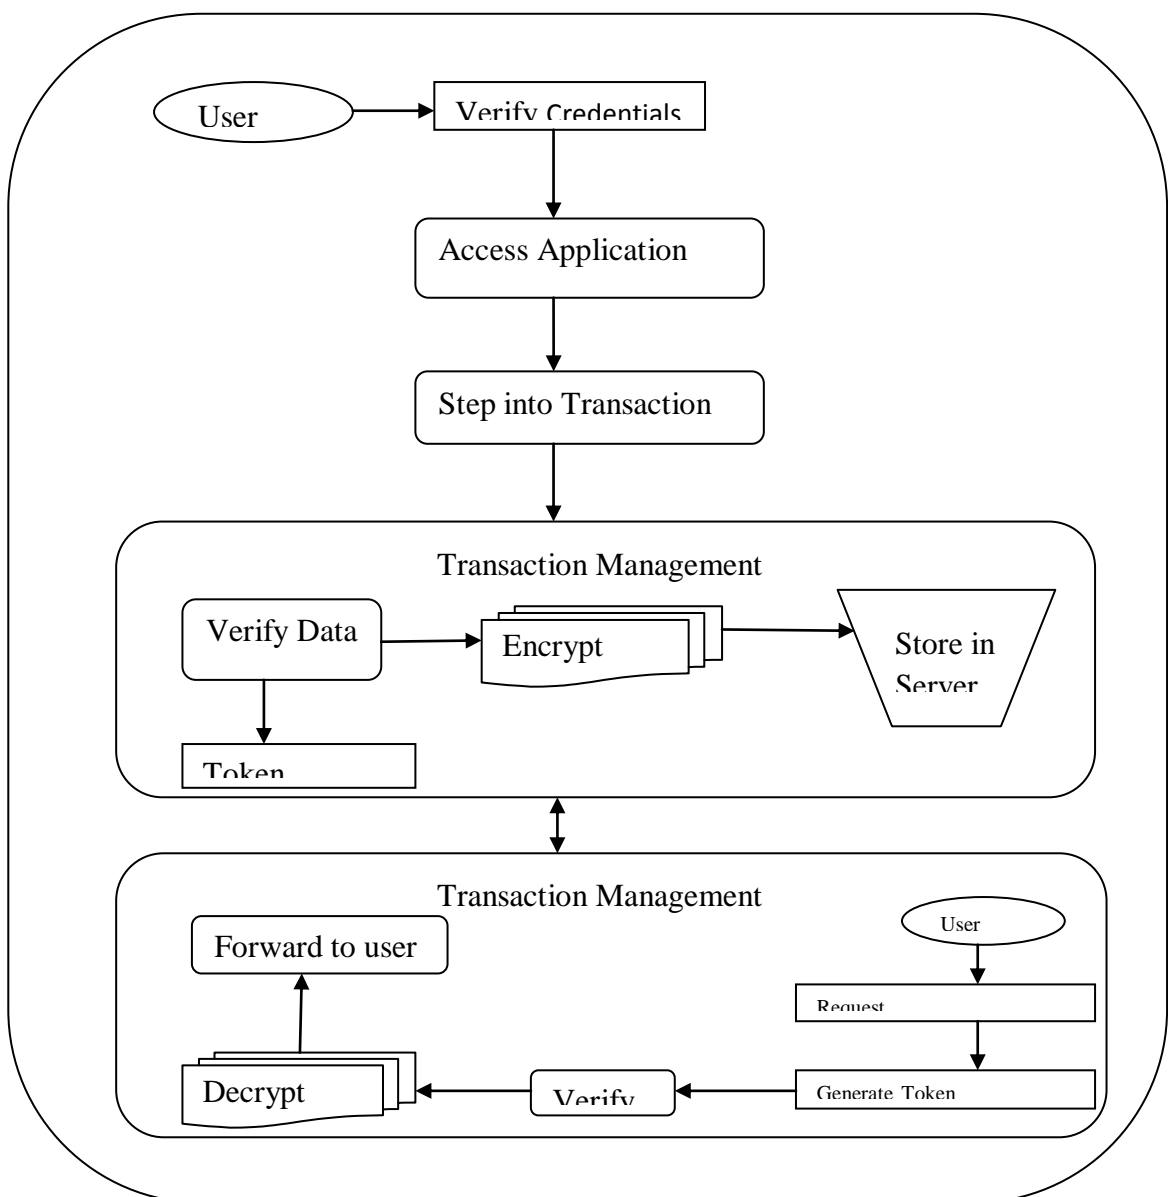 User
Verify Credentials
Access Application
Step into Transaction
Transaction Management
Verify Data
Encrypt
Store in
Server
Token
Transaction Management
Forward to user
User
Request
Generate Token
Verify
Decrypt